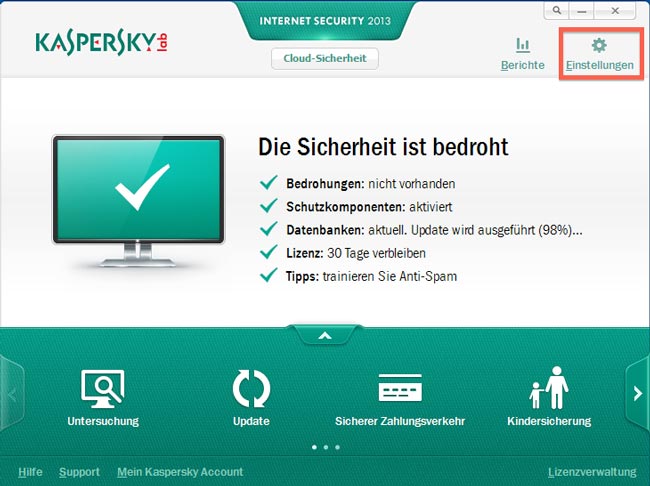 KASPERSKY lab
INTERNET SECURITY 2013
Cloud-Sicherheit
Berichte
Einstellungen
Die Sicherheit ist bedroht
Bedrohungen: nicht vorhanden
Schutzkomponenten: aktiviert
Datenbanken: aktuell. Update wird ausgeführt (98%)...
Lizenz: 30 Tage verbleiben
Tipps: trainieren Sie Anti-Spam
Untersuchung
Update
Sicherer Zahlungsverkehr
Kindersicherung
Hilfe
Support
Mein Kaspersky Account
Lizenzverwaltung